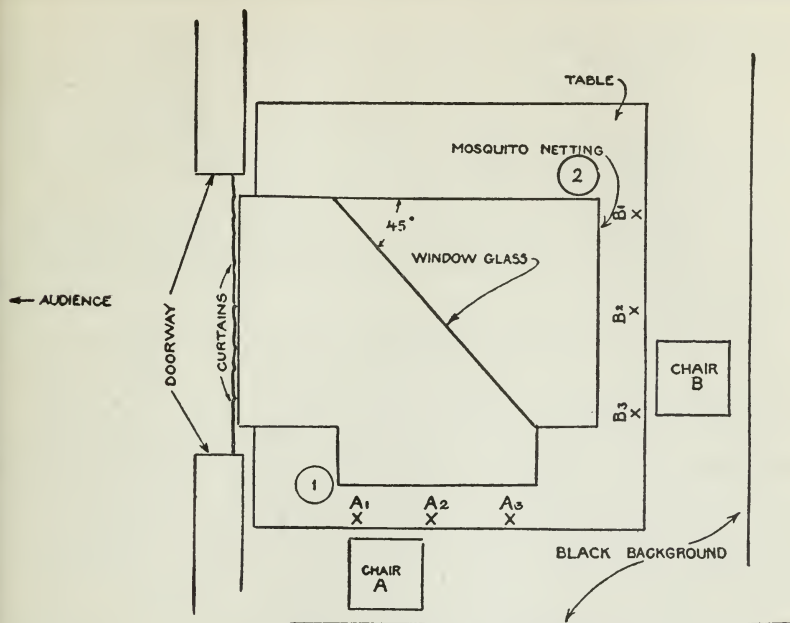 TABLE
MOSQUITO NETTING
2
B1 X
45°
WINDOW GLASS
← AUDIENCE
DOORWAY
CURTAINS
B2 X
CHAIR
B
B3 X
1
A1 A2 A3
X X X
CHAIR
A
BLACK BACKGROUND